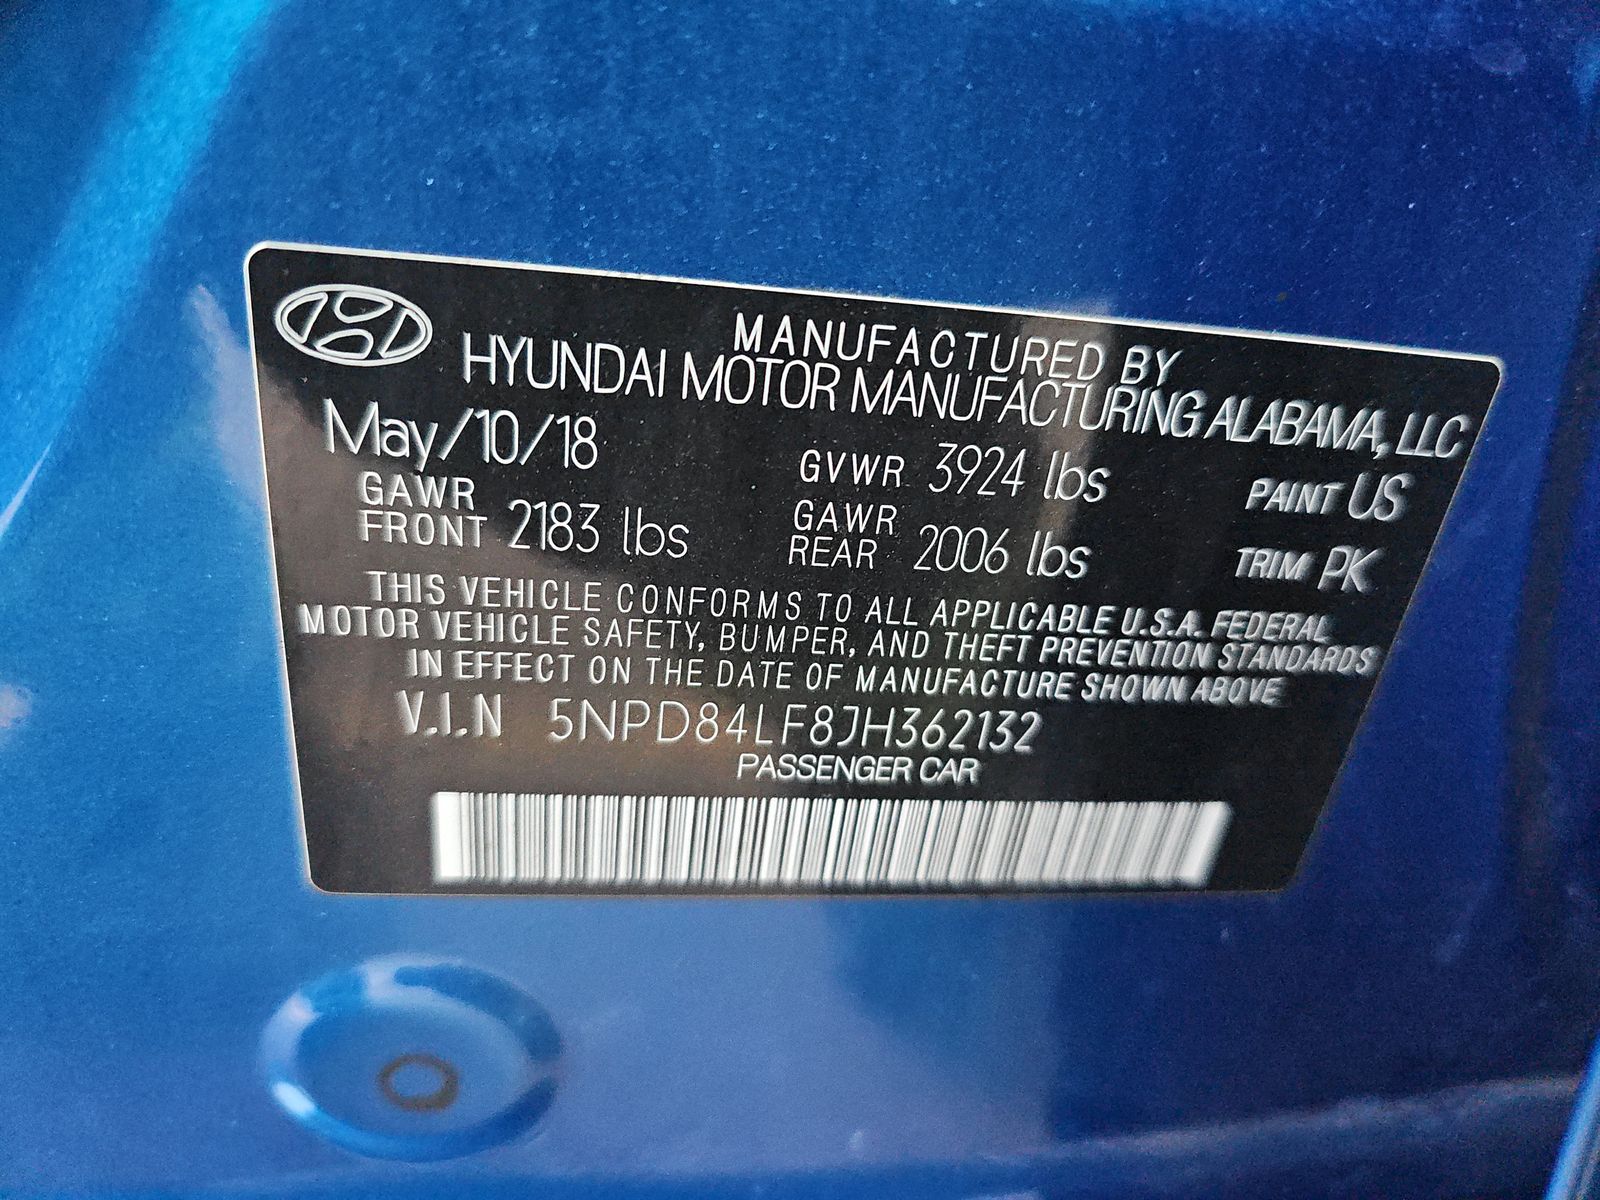 MANUFACTURED BY
HYUNDAI MOTOR MANUFACTURING ALABAMA, LLC
May/10/18
GVWR 3924 lbs
PAINT US
GAWR FRONT 2183 lbs
GAWR REAR 2006 lbs
TRIM PK
THIS VEHICLE CONFORMS TO ALL APPLICABLE U.S.A. FEDERAL
MOTOR VEHICLE SAFETY, BUMPER, AND THEFT PREVENTION STANDARDS
IN EFFECT ON THE DATE OF MANUFACTURE SHOWN ABOVE
V.I.N 5NPD84LF8JH362132
PASSENGER CAR